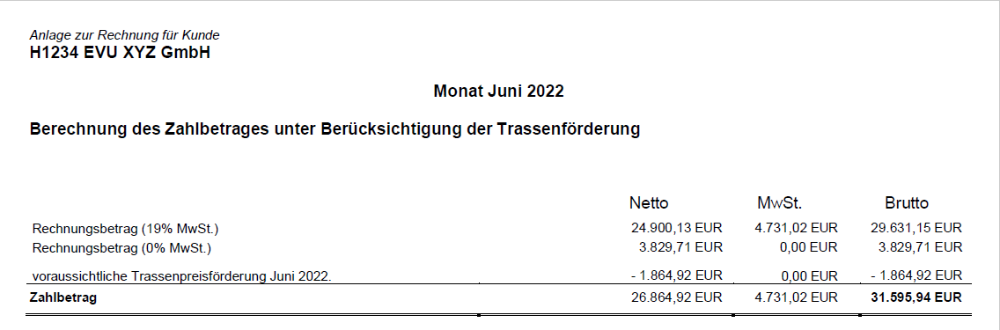 Anlage zur Rechnung für Kunde
H1234 EVU XYZ GmbH
Monat Juni 2022
Berechnung des Zahlbetrages unter Berücksichtigung der Trassenförderung
Netto MwSt. Brutto
Rechnungsbetrag (19% MwSt.) 24.900,13 EUR 4.731,02 EUR 29.631,15 EUR
Rechnungsbetrag (0% MwSt.) 3.829,71 EUR 0,00 EUR 3.829,71 EUR
voraussichtliche Trassenpreisförderung Juni 2022. - 1.864,92 EUR 0,00 EUR - 1.864,92 EUR
Zahlbetrag 26.864,92 EUR 4.731,02 EUR 31.595,94 EUR